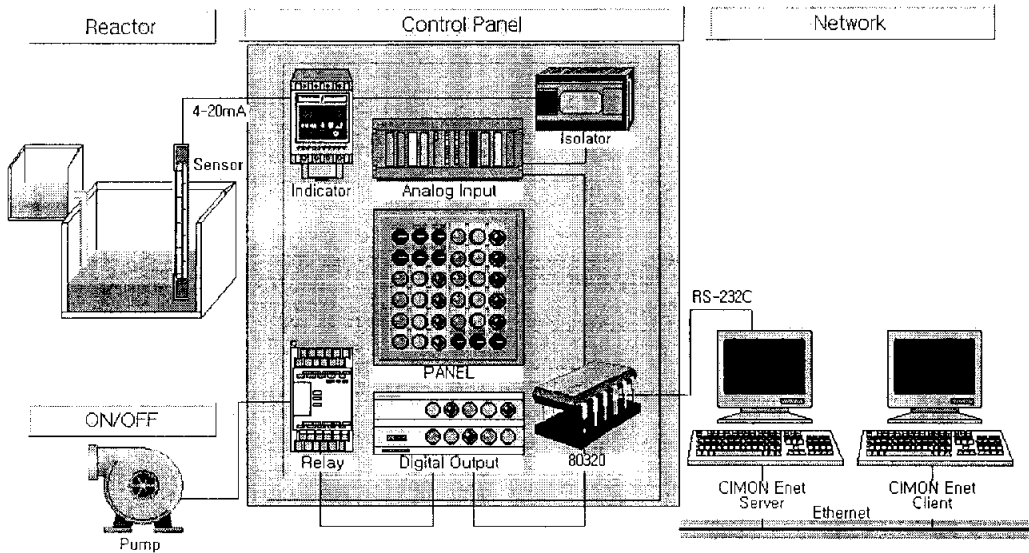 Reactor
Control Panel
Network
4-20mA
Sensor
Indicator
Analog Input
Isolator
PANEL
RS-232C
ON/OFF
Relay
Digital Output
80320
Pump
CIMON Enet
Server
CIMON Enet
Client
Ethernet